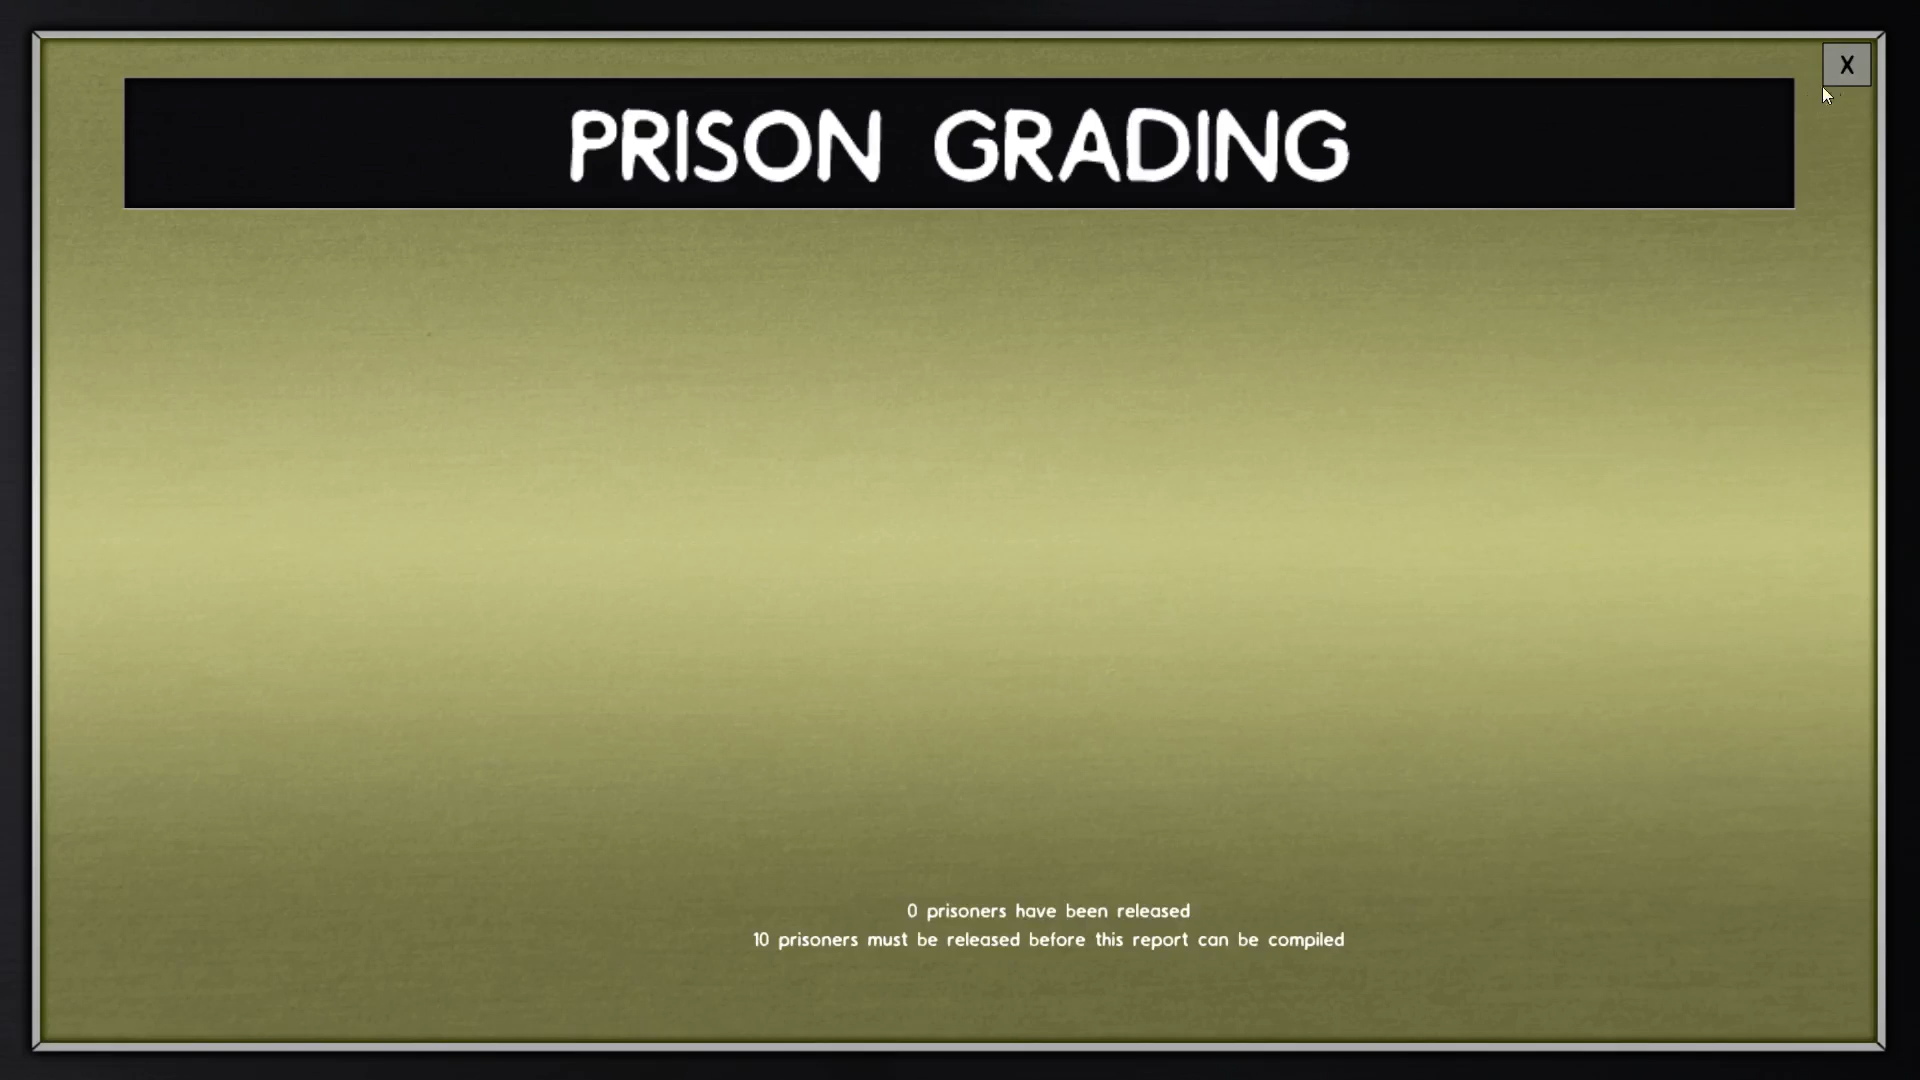 X
PRISON GRADING
0 prisoners have been released
10 prisoners must be released before this report can be compiled